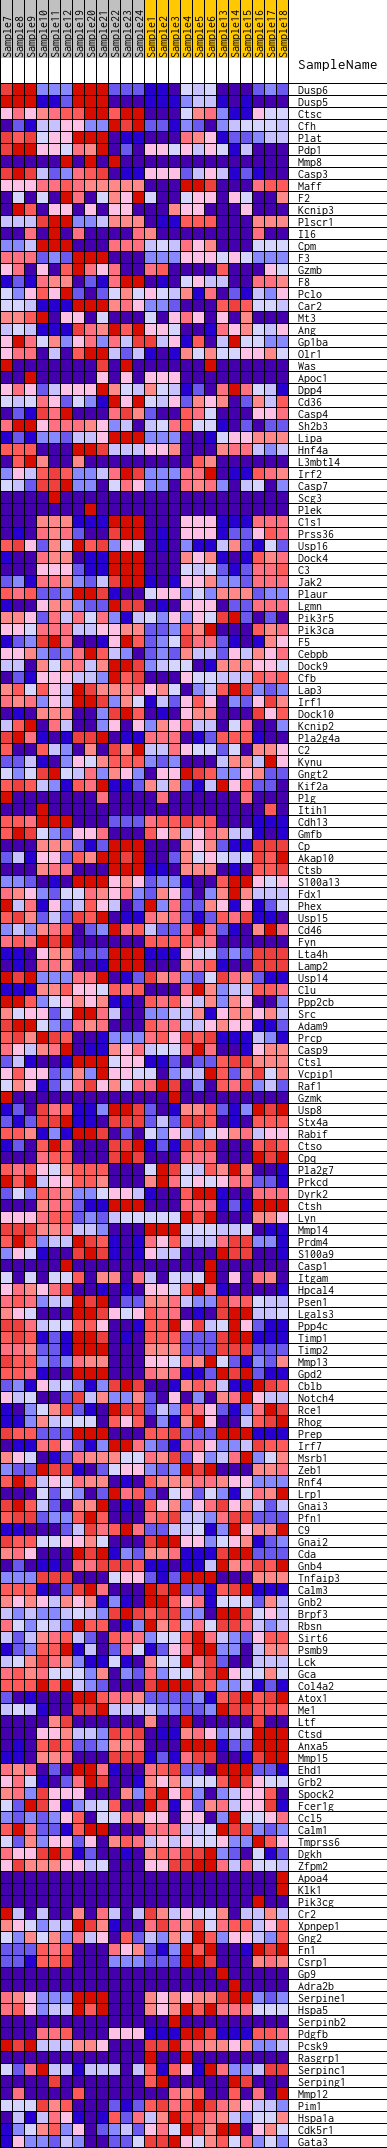 Sample7
Sample8
Sample9
Sample10
Sample11
Sample12
Sample19
Sample20
Sample21
Sample22
Sample23
Sample24
Sample1
Sample2
Sample3
Sample4
Sample5
Sample6
Sample13
Sample14
Sample15
Sample16
Sample17
Sample18
SampleName
Dusp6
Dusp5
Ctsc
Cfh
Plat
Pdp1
Mmp8
Casp3
Maff
F2
Kcnip3
Plscr1
Il6
Cpm
F3
Gzmb
F8
Pclo
Car2
Mt3
Ang
Gp1ba
Olr1
Was
Apoc1
Dpp4
Cd36
Casp4
Sh2b3
Lipa
Hnf4a
L3mbtl4
Irf2
Casp7
Scg3
Plek
C1s1
Prss36
Usp16
Dock4
C3
Jak2
Plaur
Lgmn
Pik3r5
Pik3ca
F5
Cebpb
Dock9
Cfb
Lap3
Irf1
Dock10
Kcnip2
Pla2g4a
C2
Kynu
Gngt2
Kif2a
Plg
Itih1
Cdh13
Gmfb
Cp
Akap10
Ctsb
S100a13
Fdx1
Phex
Usp15
Cd46
Fyn
Lta4h
Lamp2
Usp14
Clu
Ppp2cb
Src
Adam9
Prcp
Casp9
Ctsl
Vcpip1
Raf1
Gzmk
Usp8
Stx4a
Rabif
Ctso
Cpq
Pla2g7
Prkcd
Dyrk2
Ctsh
Lyn
Mmp14
Prdm4
S100a9
Casp1
Itgam
Hpcal4
Psen1
Lgals3
Ppp4c
Timp1
Timp2
Mmp13
Gpd2
Cblb
Notch4
Rce1
Rhog
Prep
Irf7
Msrb1
Zeb1
Rnf4
Lrp1
Gnai3
Pfn1
C9
Gnai2
Cda
Gnb4
Tnfaip3
Calm3
Gnb2
Brpf3
Rbsn
Sirt6
Psmb9
Lck
Gca
Col4a2
Atox1
Me1
Ltf
Ctsd
Anxa5
Mmp15
Ehd1
Grb2
Spock2
Fcer1g
Ccl5
Calm1
Tmprss6
Dgkh
Zfpm2
Apoa4
Klk1
Pik3cg
Cr2
Xpnpep1
Gng2
Fn1
Csrp1
Gp9
Adra2b
Serpine1
Hspa5
Serpinb2
Pdgfb
Pcsk9
Rasgrp1
Serpinc1
Serping1
Mmp12
Pim1
Hspa1a
Cdk5r1
Gata3